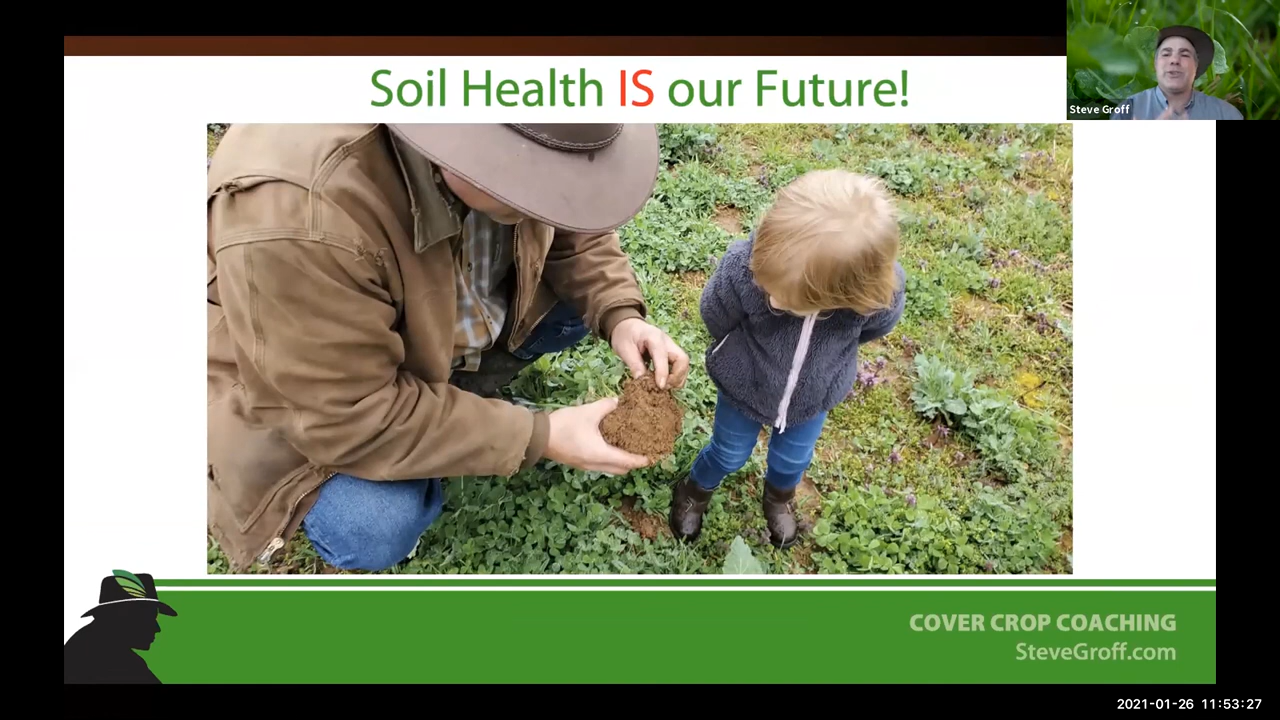 Soil Health IS our Future!
Steve Groff
COVER CROP COACHING
SteveGroff.com
2021-01-26 11:53:27